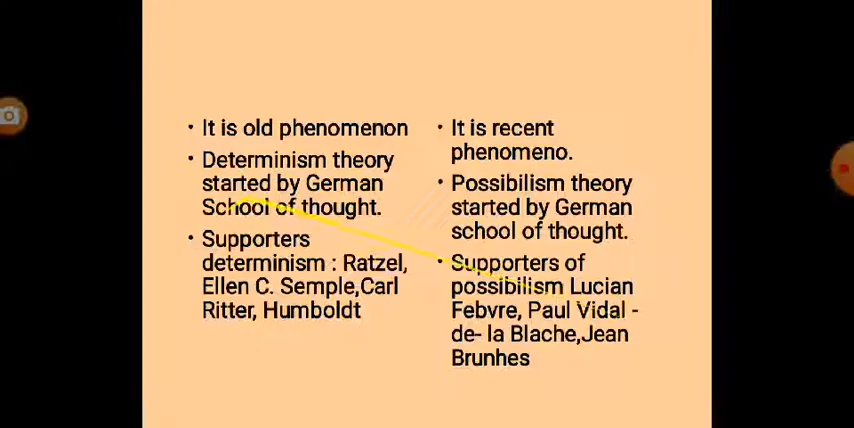 • It is old phenomenon
• Determinism theory
started by German
School of thought.
• Supporters
determinism : Ratzel,
Ellen C. Semple,Carl
Ritter, Humboldt
• It is recent
phenomeno.
• Possibilism theory
started by German
school of thought.
• Supporters of
possibilism Lucian
Febvre, Paul Vidal -
de- la Blache,Jean
Brunhes